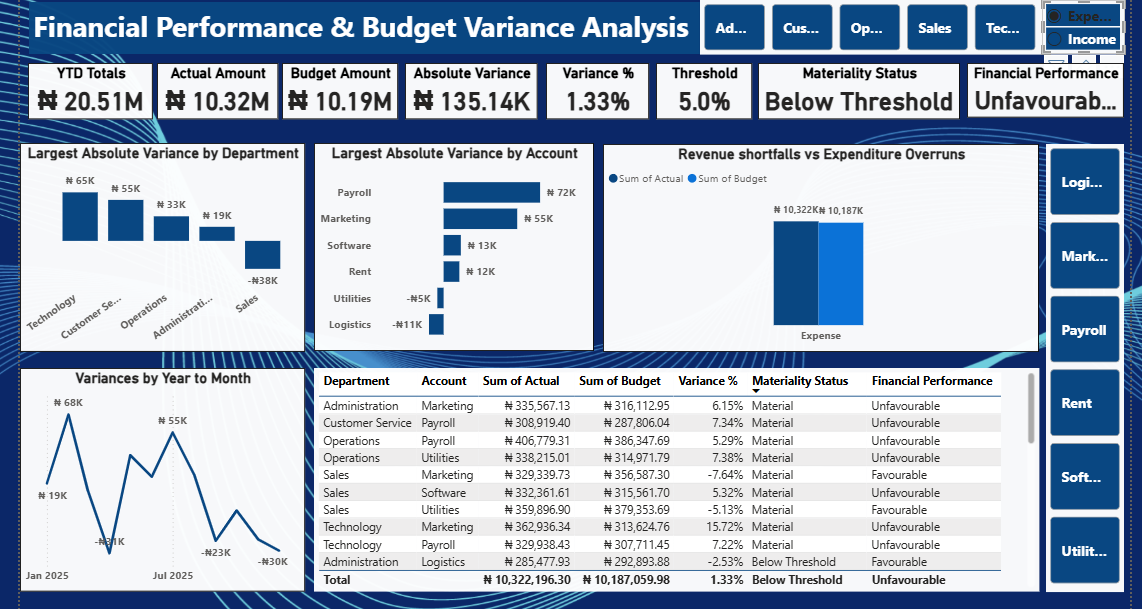 Financial Performance & Budget Variance Analysis
Ad...
Cus...
Op...
Sales
Tec...
Expe...
Income
YTD Totals
₦ 20.51M
Actual Amount
₦ 10.32M
Budget Amount
₦ 10.19M
Absolute Variance
₦ 135.14K
Variance %
1.33%
Threshold
5.0%
Materiality Status
Below Threshold
Financial Performance
Unfavourab...
Largest Absolute Variance by Department
₦ 65K
₦ 55K
₦ 33K
₦ 19K
-₦38K
Technology
Customer Se...
Operations
Administrati...
Sales
Largest Absolute Variance by Account
Payroll ₦ 72K
Marketing ₦ 55K
Software ₦ 13K
Rent ₦ 12K
Utilities -₦5K
Logistics -₦11K
Revenue shortfalls vs Expenditure Overruns
Sum of Actual Sum of Budget
₦ 10,322K ₦ 10,187K
Expense
Logi...
Mark...
Payroll
Rent
Soft...
Utilit...
Variances by Year to Month
₦ 68K
₦ 55K
₦ 19K
-₦31K
-₦23K
-₦30K
Jan 2025 Jul 2025
Department Account Sum of Actual Sum of Budget Variance % Materiality Status Financial Performance
Administration Marketing ₦ 335,567.13 ₦ 316,112.95 6.15% Material Unfavourable
Customer Service Payroll ₦ 308,919.40 ₦ 287,806.04 7.34% Material Unfavourable
Operations Payroll ₦ 406,779.31 ₦ 386,347.69 5.29% Material Unfavourable
Operations Utilities ₦ 338,215.01 ₦ 314,971.79 7.38% Material Unfavourable
Sales Marketing ₦ 329,339.73 ₦ 356,587.30 -7.64% Material Favourable
Sales Software ₦ 332,361.61 ₦ 315,561.70 5.32% Material Unfavourable
Sales Utilities ₦ 359,896.90 ₦ 379,353.69 -5.13% Material Favourable
Technology Marketing ₦ 362,936.34 ₦ 313,624.76 15.72% Material Unfavourable
Technology Payroll ₦ 329,938.43 ₦ 307,711.45 7.22% Material Unfavourable
Administration Logistics ₦ 285,477.93 ₦ 292,893.88 -2.53% Below Threshold Favourable
Total ₦ 10,322,196.30 ₦ 10,187,059.98 1.33% Below Threshold Unfavourable